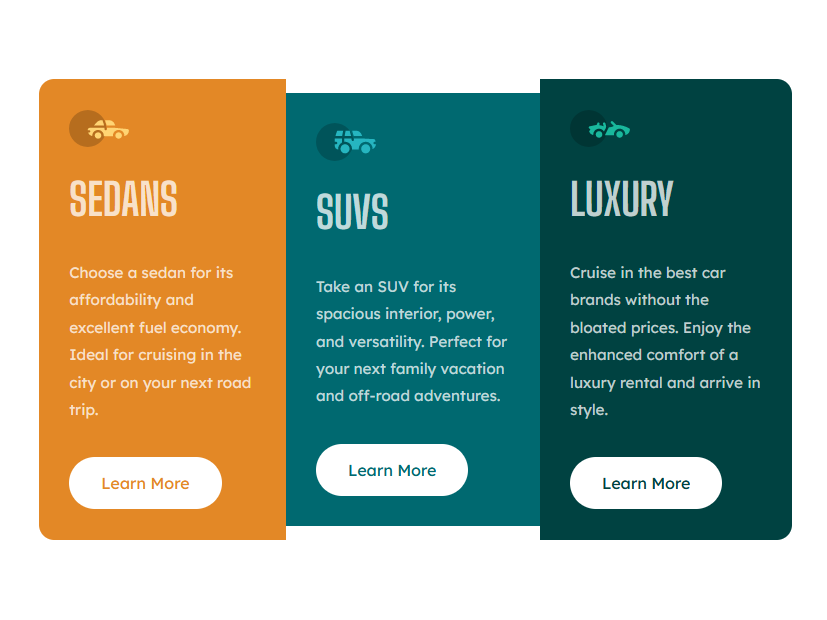 SEDANS
Choose a sedan for its
affordability and
excellent fuel economy.
Ideal for cruising in the
city or on your next road
trip.
Learn More
SUVS
Take an SUV for its
spacious interior, power,
and versatility. Perfect for
your next family vacation
and off-road adventures.
Learn More
LUXURY
Cruise in the best car
brands without the
bloated prices. Enjoy the
enhanced comfort of a
luxury rental and arrive in
style.
Learn More